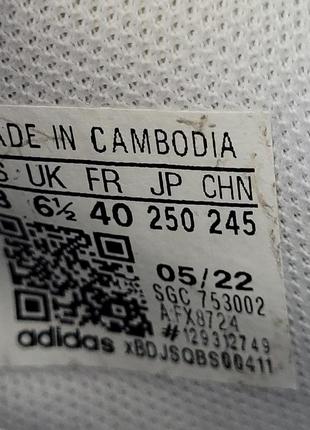 ADE IN CAMBODIA
S UK FR JP CHN
8 6½ 40 250 245
05/22
SGC 753002
AFX8724
#129312749
adidas xBDJSQBS00411